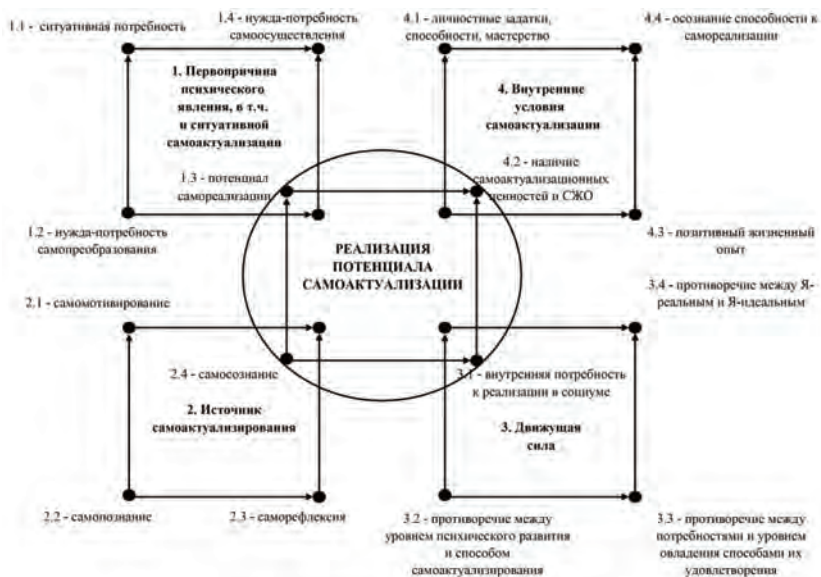 1.1 - ситуативная потребность
1.4 - нужда-потребность
самоосуществления
4.1 - личностные задатки,
способности, мастерство
4.4 - осознание способности к
самореализации
1. Первопричина
психического
явления, в т.ч.
и ситуативной
самоактуализации
4. Внутренние
условия
самоактуализации
1.3 - потенциал
самореализации
4.2 - наличие
самоактуализационных
ценностей и СЖО
1.2 - нужда-потребность
самопреобразования
РЕАЛИЗАЦИЯ
ПОТЕНЦИАЛА
САМОАКТУАЛИЗАЦИИ
4.3 - позитивный жизненный
опыт
2.1 - самомотивирование
3.4 - противоречие между Я-
реальным и Я-идеальным
2.4 - самосознание
3.1 - внутренняя потребность
к реализации в социуме
2. Источник
самоактуализирования
3. Движущая
сила
2.2 - самопознание
2.3 - саморефлексия
3.2 - противоречие между
уровнем психического развития
и способом
самоактуализирования
3.3 - противоречие между
потребностями и уровнем
овладения способами их
удовлетворения